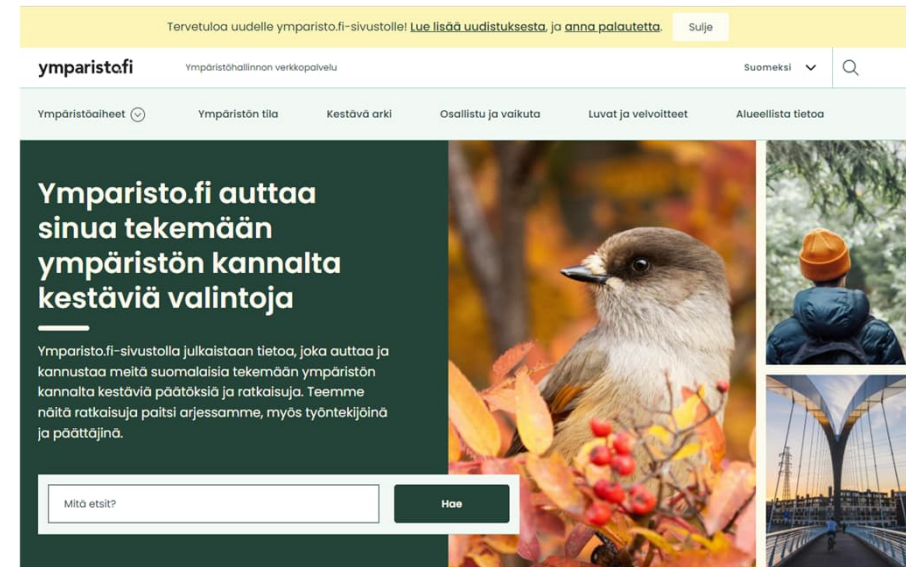 Tervetuloa uudelle ymparisto.fi-sivustolle! Lue lisää uudistuksesta, ja anna palautetta. Sulje
ymparisto.fi Ympäristöhallinnon verkkopalvelu Suomeksi
Ympäristöaiheet Ympäristön tila Kestävä arki Osallistu ja vaikuta Luvat ja velvoitteet Alueellista tietoa
Ymparisto.fi auttaa
sinua tekemään
ympäristön kannalta
kestäviä valintoja
Ymparisto.fi-sivustolla julkaistaan tietoa, joka auttaa ja
kannustaa meitä suomalaisia tekemään ympäristön
kannalta kestäviä päätöksiä ja ratkaisuja. Teemme
näitä ratkaisuja paitsi arjessamme, myös työntekijöinä
ja päättäjinä.
Mitä etsit? Hae